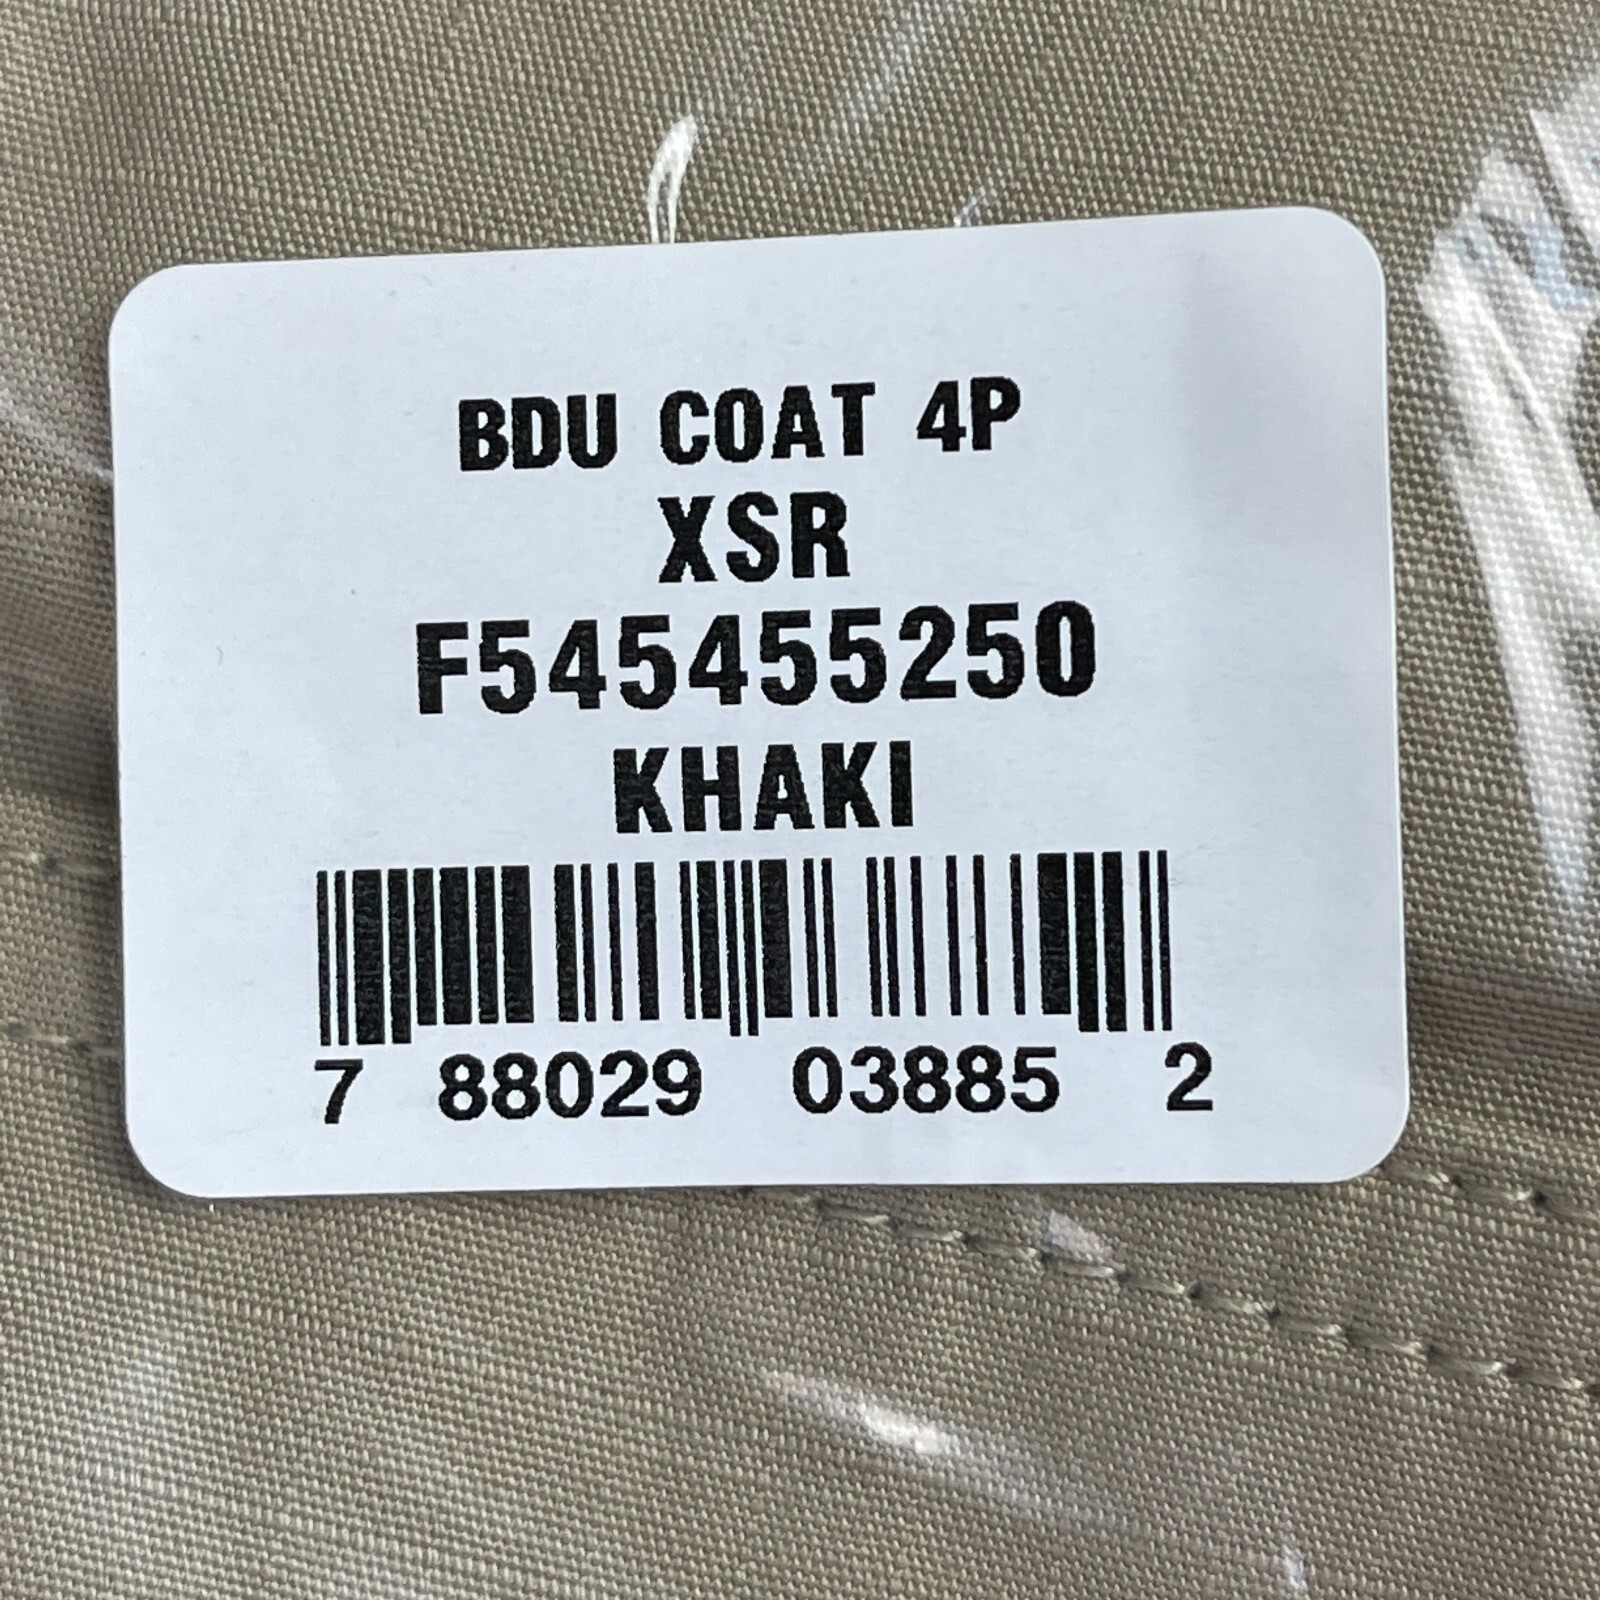 BDU COAT 4P
XSR
F545455250
KHAKI
7 88029 03885 2